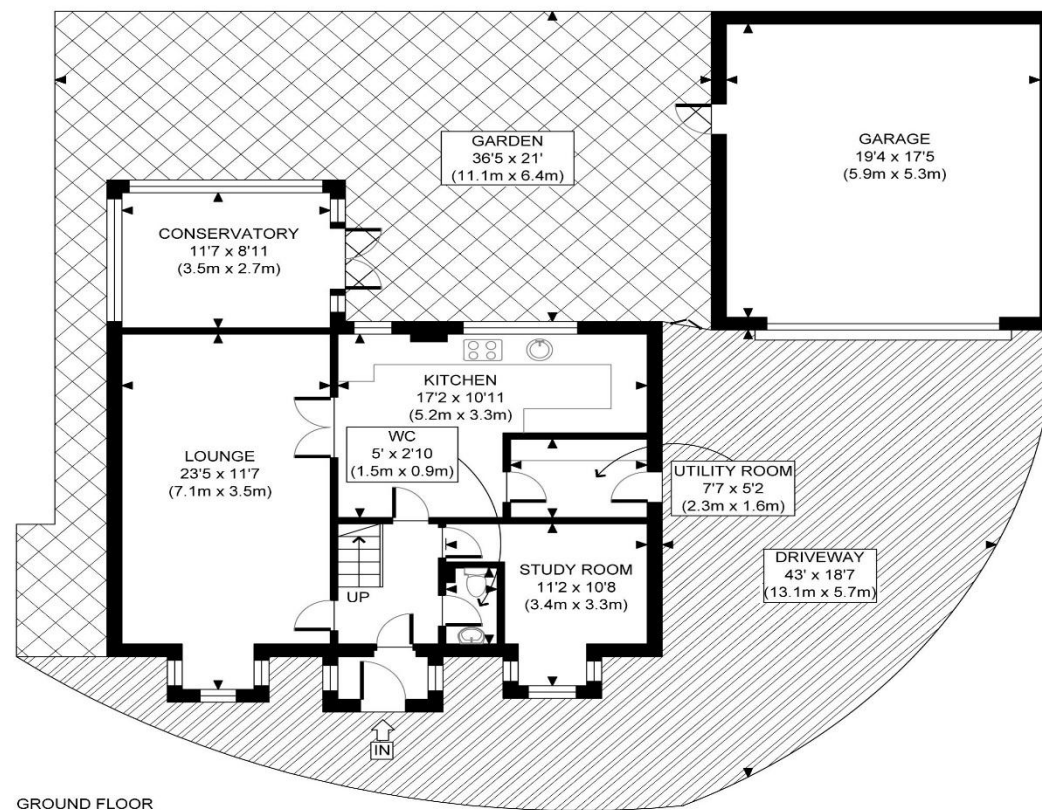 GARDEN
36'5 x 21'
(11.1m x 6.4m)
GARAGE
19'4 x 17'5
(5.9m x 5.3m)
CONSERVATORY
11'7 x 8'11
(3.5m x 2.7m)
KITCHEN
17'2 x 10'11
(5.2m x 3.3m)
WC
5' x 2'10
(1.5m x 0.9m)
LOUNGE
23'5 x 11'7
(7.1m x 3.5m)
UTILITY ROOM
7'7 x 5'2
(2.3m x 1.6m)
STUDY ROOM
11'2 x 10'8
(3.4m x 3.3m)
DRIVEWAY
43' x 18'7
(13.1m x 5.7m)
UP
IN
GROUND FLOOR